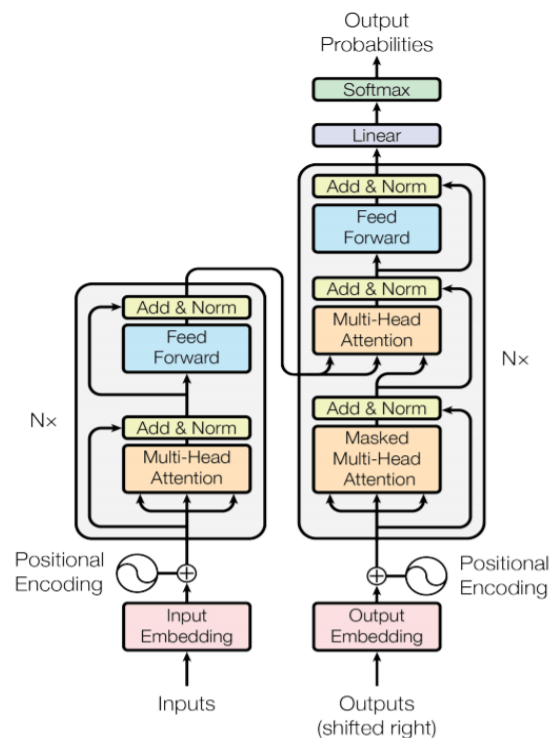 Output
Probabilities
Softmax
Linear
Add & Norm
Feed
Forward
Add & Norm
Multi-Head
Attention
Add & Norm
Masked
Multi-Head
Attention
N×
Add & Norm
Feed
Forward
Add & Norm
Multi-Head
Attention
N×
Positional
Encoding
Positional
Encoding
Input
Embedding
Output
Embedding
Inputs
Outputs
(shifted right)